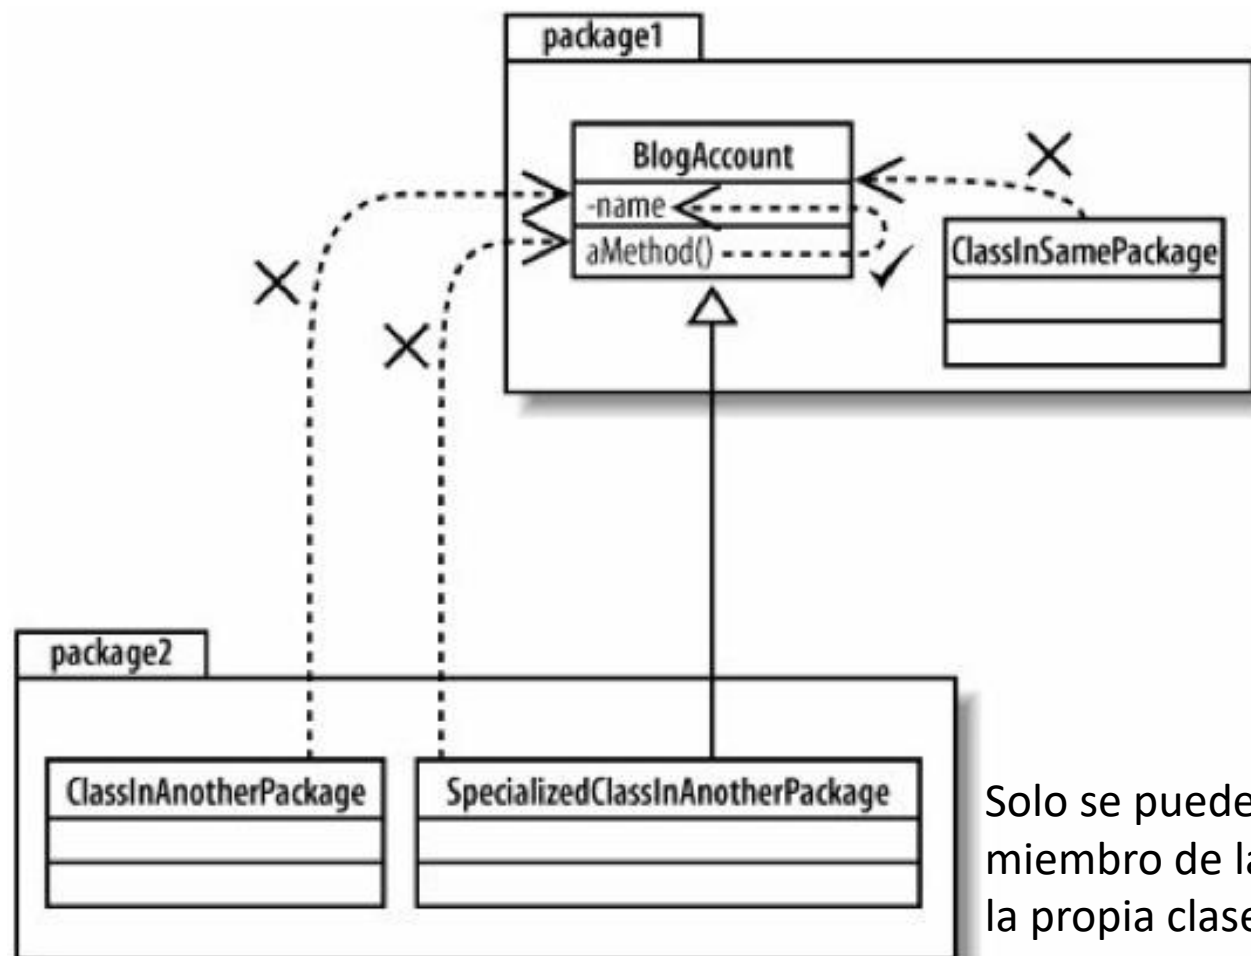 package1
BlogAccount
-name
aMethod()
ClassInSamePackage
package2
ClassInAnotherPackage
SpecializedClassInAnotherPackage
Solo se puede
miembro de la
la propia clase